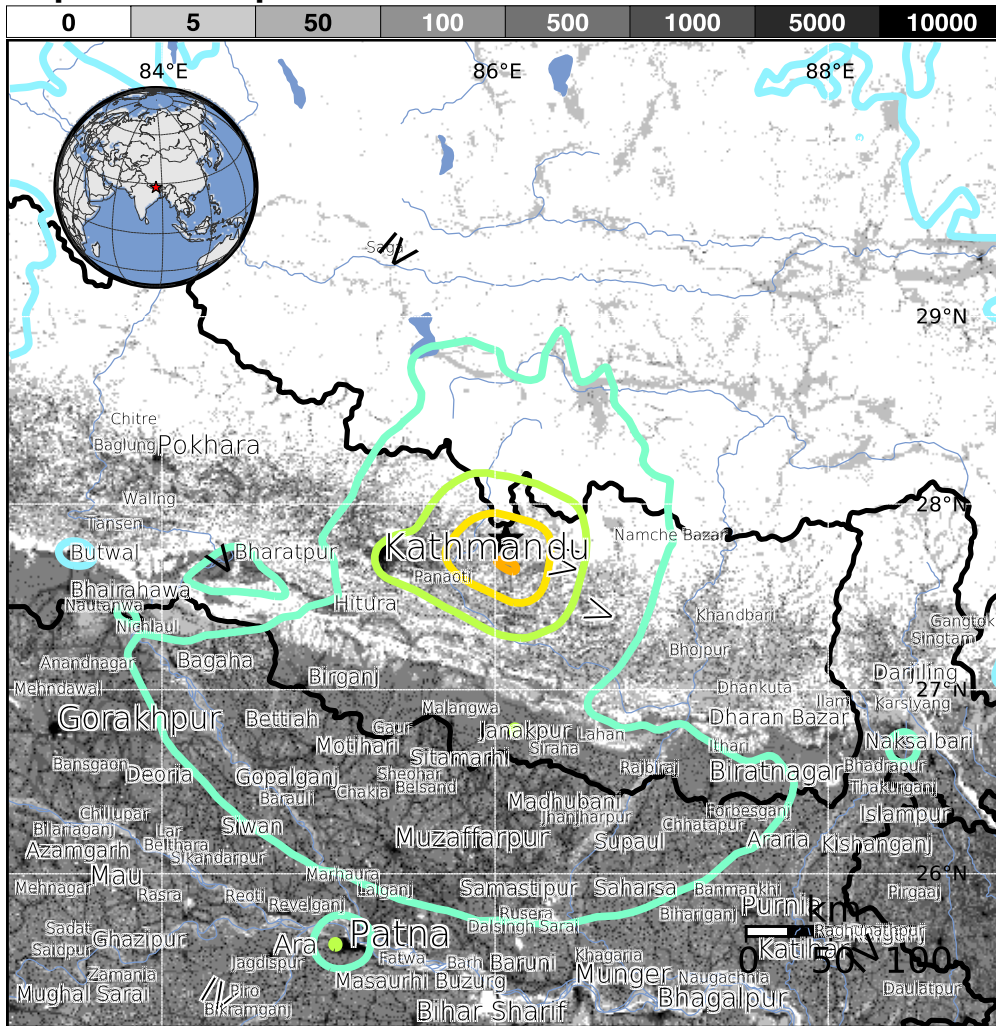 0 5 50 100 500 1000 5000 10000
84°E 86°E 88°E
Saga
29°N
Chitre
Baglung Pokhara
Waling
28°N
Tansen
Namche Bazar
Butwal Bharatpur Kathmandu
Panaoti
Bhairahawa
Nautanwa Hitura
Khandbari
Nichlaul
Gangtok
Singtam
Anandnagar Bagaha
Bhojpur
Birganj
Darjiling
Mehndawal
27°N
Dhankuta
Ilam
Karsiyang
Gorakhpur Bettiah
Malangwa
Dharan Bazar
Gaur
Janakpur
Lahan
Motihari
Siraha
Ithari
Naksalbari
Sitamarhi
Bansgaon
Deoria
Rajbiraj
Biratnagar
Bhadrapur
Gopalganj
Sheohar
Belsand
Thakurganj
Barauli
Chakia
Madhubani
Forbesganj
Chillupar
Jhanjharpur
Islampur
Bilariaganj
Lar
Siwan
Chhatapur
Belthara
Muzaffarpur
Supaul
Araria
Kishanganj
Azamgarh
Sikandarpur
Mau
Marhaura
26°N
Mehnagar
Rasra
Reoti
Lalganj
Samastipur
Saharsa
Banmankhi
Pirgaaj
Revelganj
Rusera
Bihariganj
Purnia
km
Sadat
Dalsingh Sarai
Raghunathpur
Saidpur
Ghazipur
Ara
Patna
Katihar
Jagdispur
Fatwa
Barh
Baruni
Khagaria
0 50 100
Zamania
Masaurhi Buzurg
Munger
Naugachhia
Mughal Sarai
Piro
Bhagalpur
Daulatpur
Bikramganj
Bihar Sharif